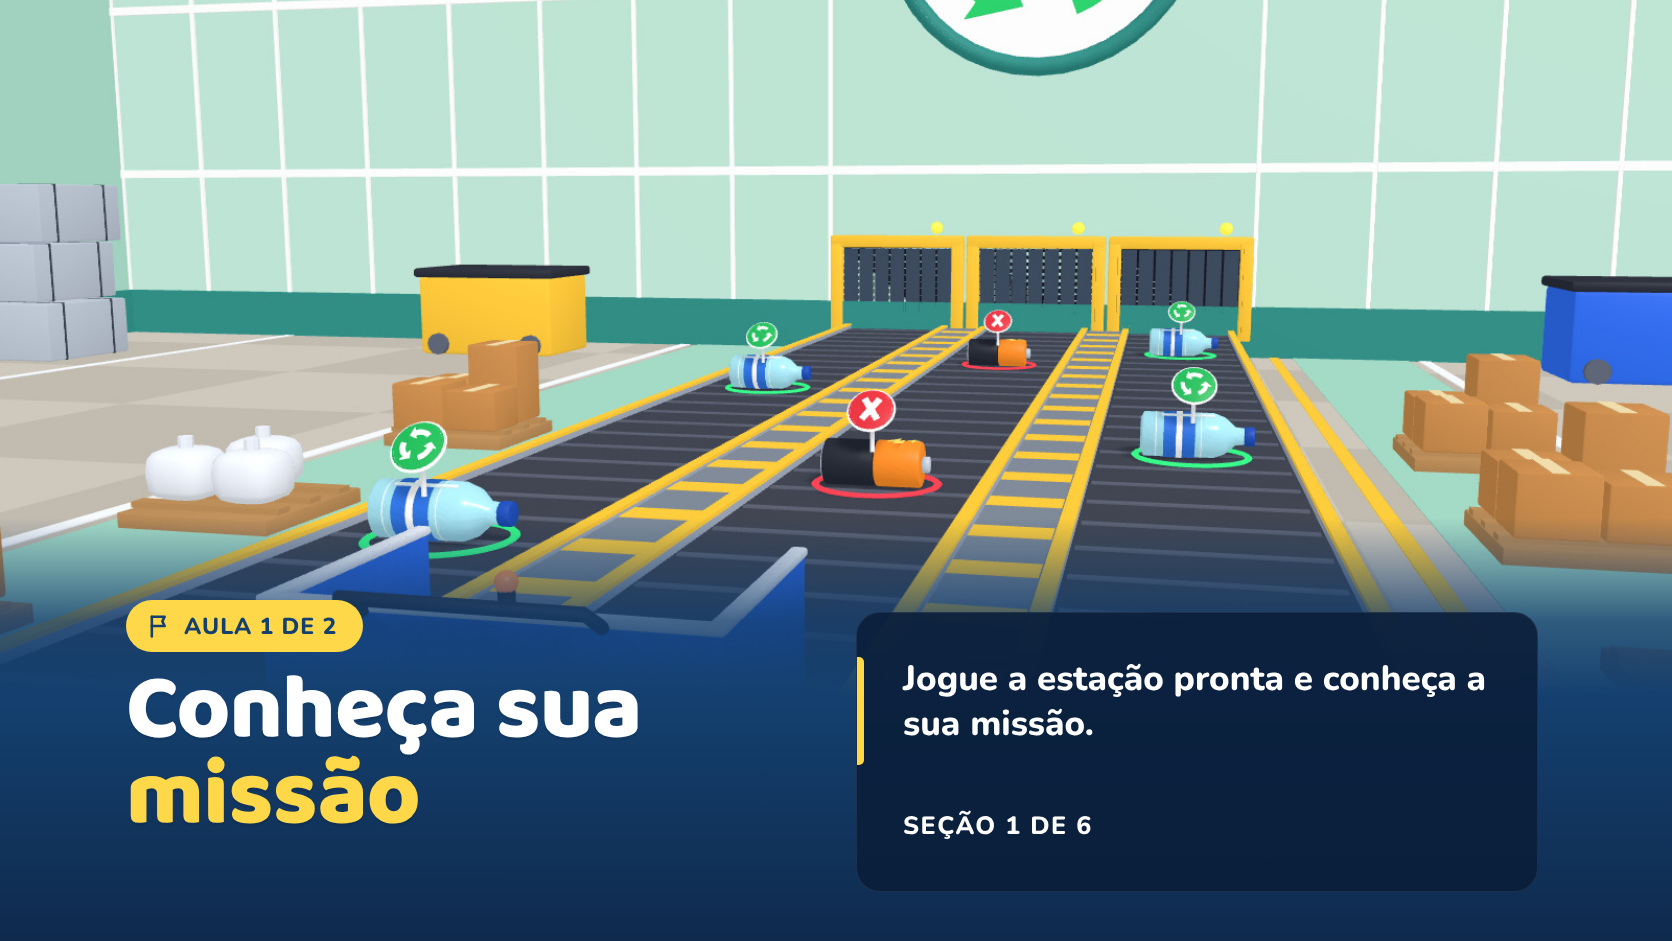 AULA 1 DE 2
Conheça sua
missão
Jogue a estação pronta e conheça a
sua missão.
SEÇÃO 1 DE 6